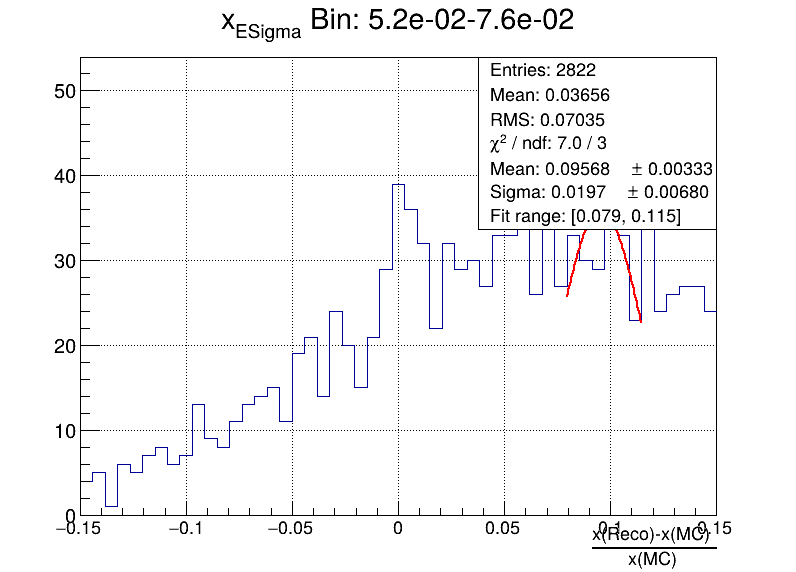 x_ESigma Bin: 5.2e-02-7.6e-02
Entries: 2822
Mean: 0.03656
RMS: 0.07035
χ² / ndf: 7.0 / 3
Mean: 0.09568 ± 0.00333
Sigma: 0.0197 ± 0.00680
Fit range: [0.079, 0.115]
50
40
30
20
10
0
−0.15 −0.1 −0.05 0 0.05 0.1 0.15
x(Reco)-x(MC)
x(MC)